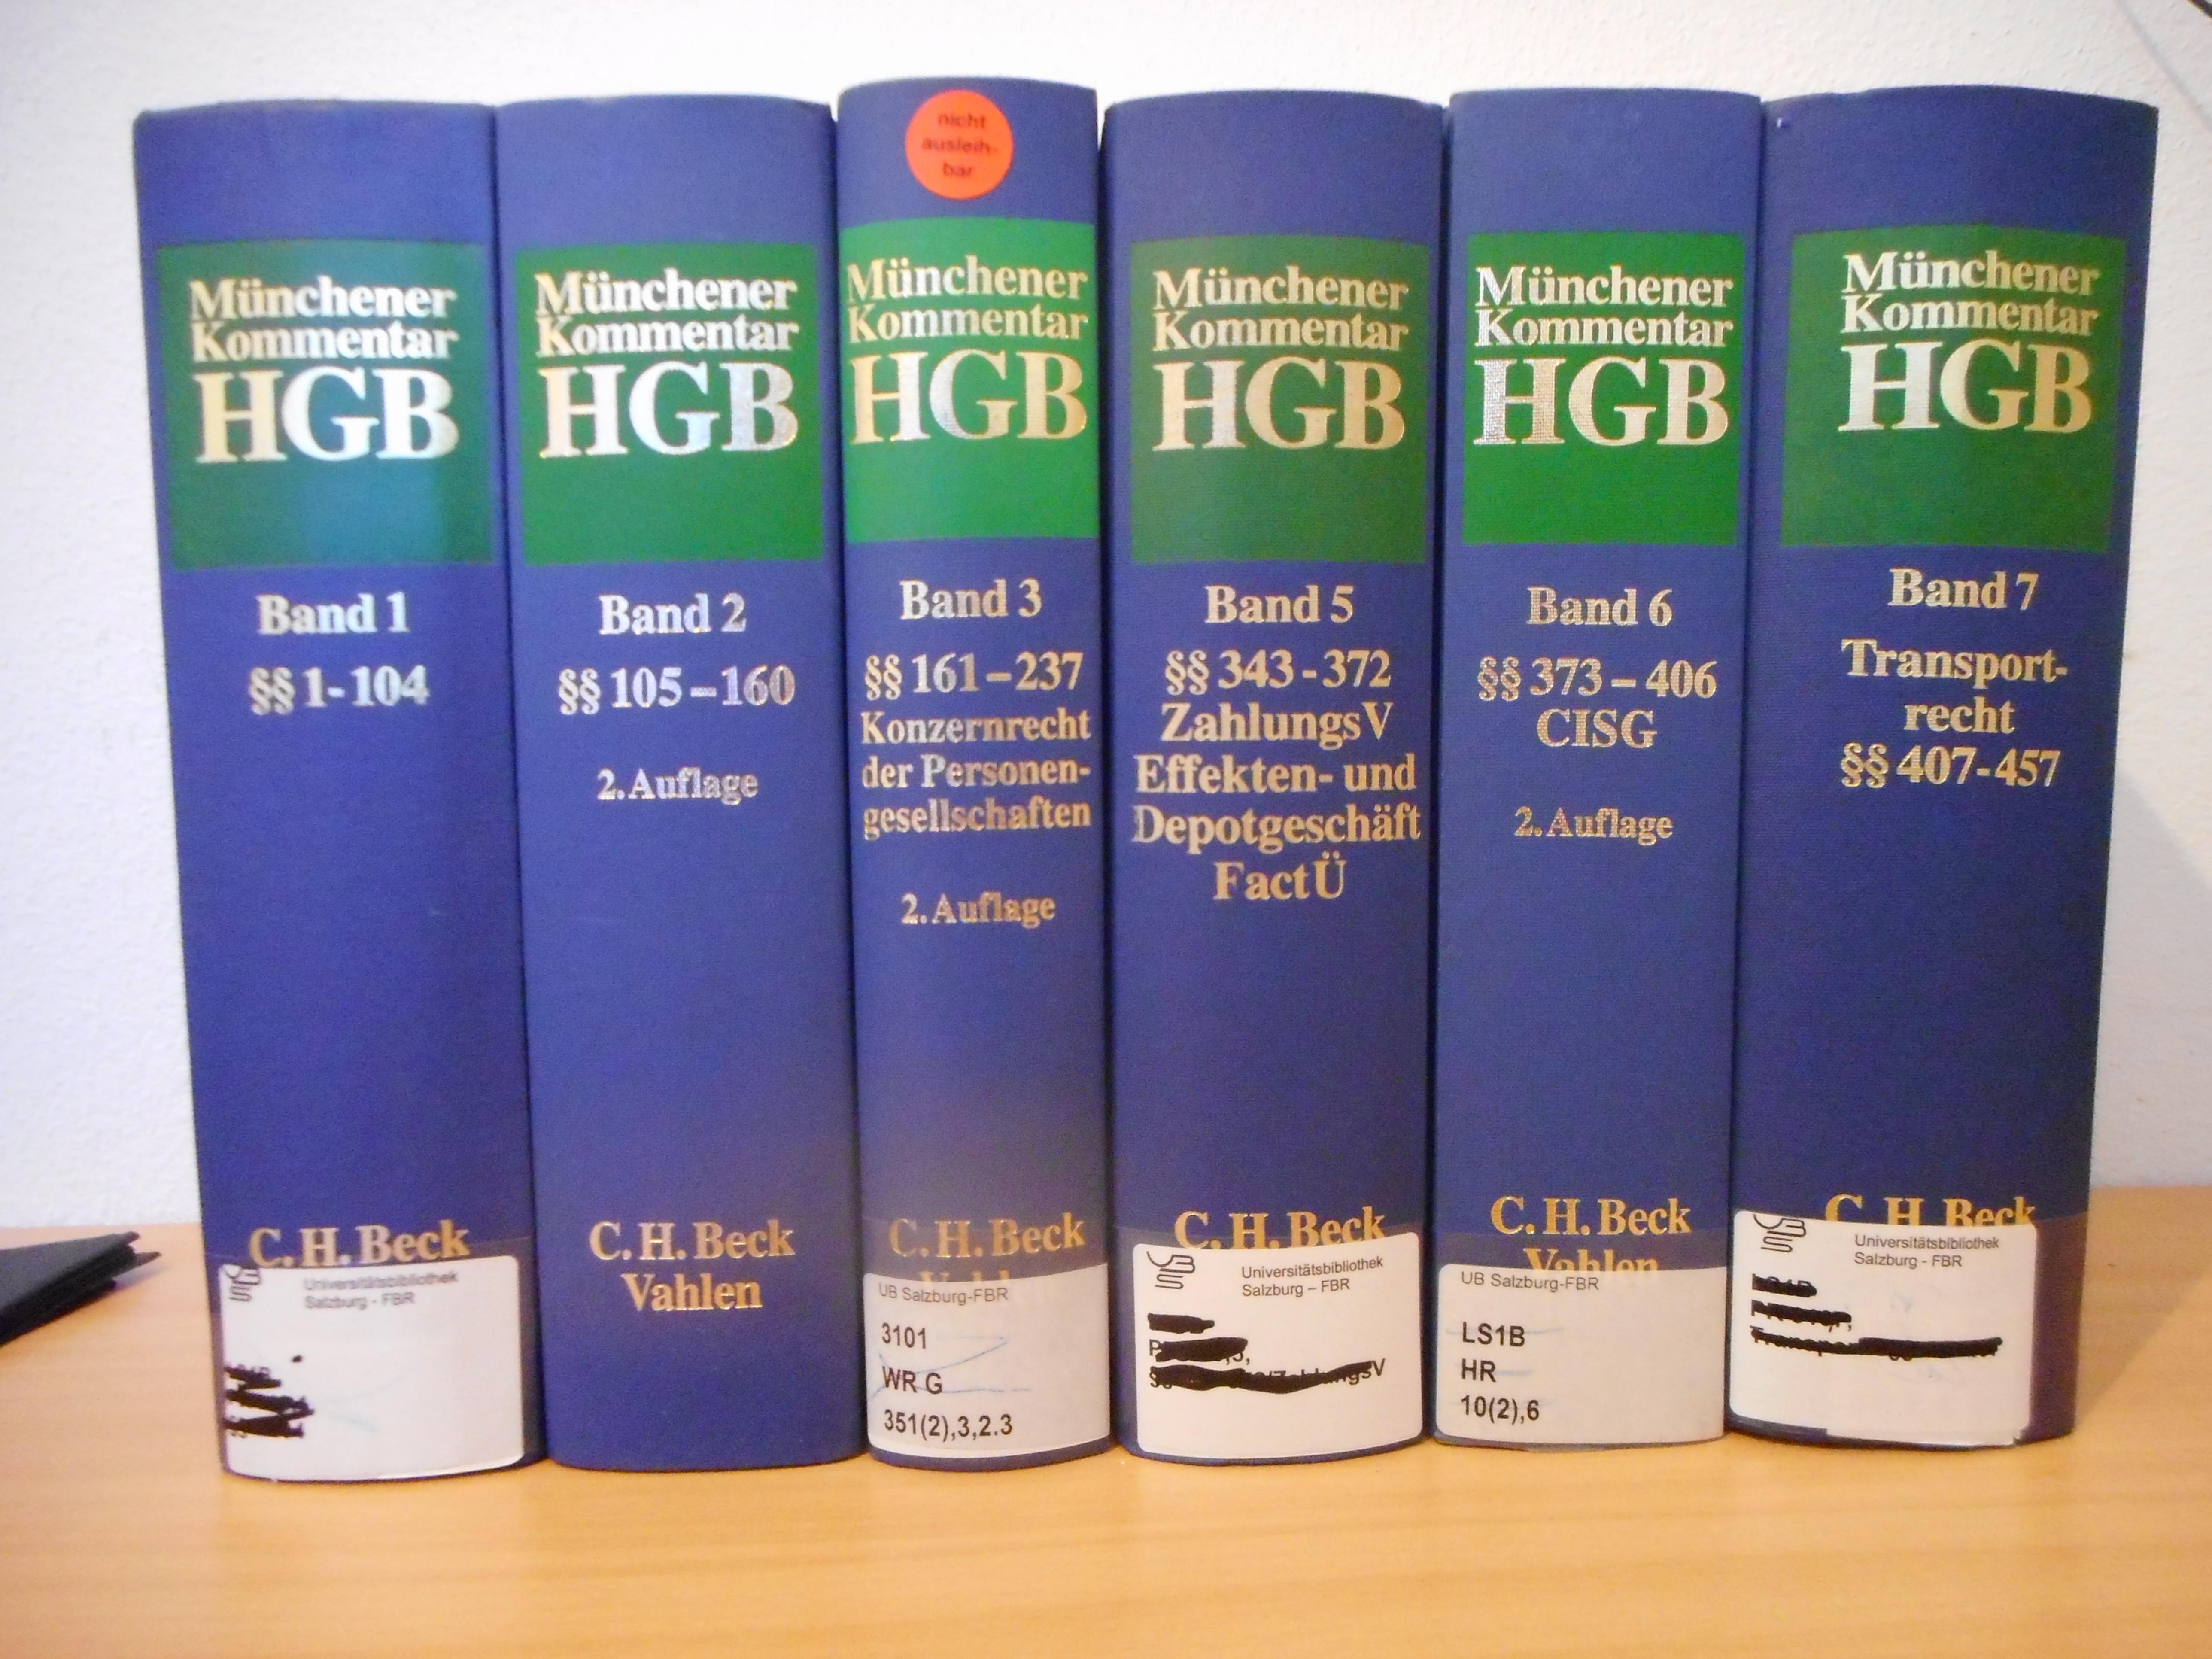 Münchener
Kommentar
HGB
Band 1
§§ 1-104
C. H. Beck
Universitätsbibliothek
Salzburg - FBR
Münchener
Kommentar
HGB
Band 2
§§ 105–160
2. Auflage
C. H. Beck
Vahlen
nicht
ausleih-
bar
Münchener
Kommentar
HGB
Band 3
§§ 161–237
Konzernrecht
der Personen-
gesellschaften
2. Auflage
C. H. Beck
UB Salzburg-FBR
3101
WR G
351(2),3,2.3
Münchener
Kommentar
HGB
Band 5
§§ 343-372
ZahlungsV
Effekten- und
Depotgeschäft
FactÜ
C. H. Beck
Universitätsbibliothek
Salzburg – FBR
Münchener
Kommentar
HGB
Band 6
§§ 373–406
CISG
2. Auflage
C. H. Beck
Vahlen
UB Salzburg-FBR
LS1B
HR
10(2),6
Münchener
Kommentar
HGB
Band 7
Transport-
recht
§§ 407-457
C. H. Beck
Universitätsbibliothek
Salzburg - FBR